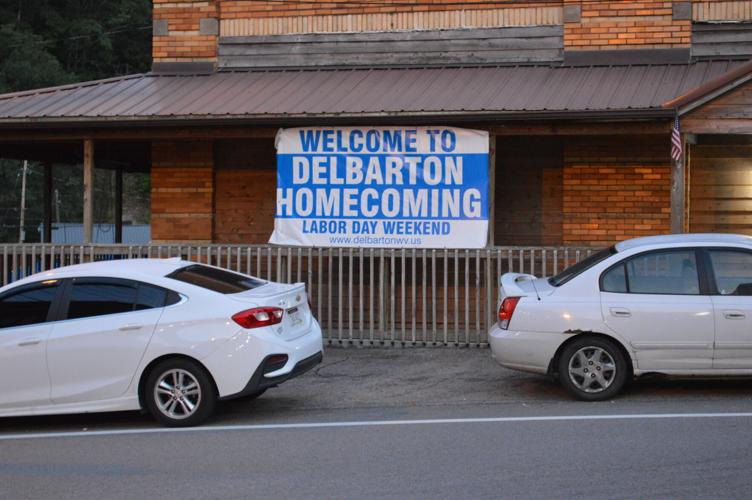 WELCOME TO
DELBARTON
HOMECOMING
LABOR DAY WEEKEND
www.delbartonwv.us